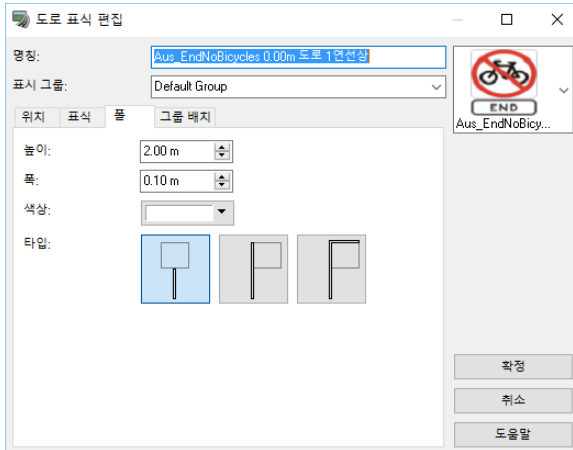 도로 표식 편집
명칭:
Aus_EndNoBicycles 0.00m 도로 1연선상
표시 그룹:
Default Group
END
Aus_EndNoBicy...
위치
표식
폴
그룹 배치
높이:
2.00 m
폭:
0.10 m
색상:
타입:
확정
취소
도움말